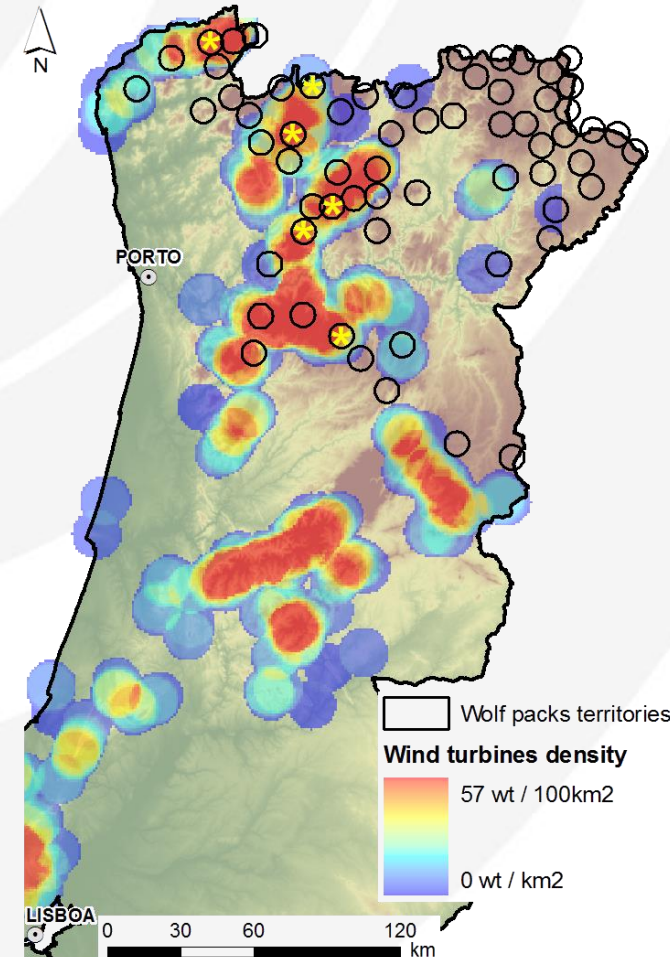 N
PORTO
Wolf packs territories
Wind turbines density
57 wt / 100km2
0 wt / km2
LISBOA
0 30 60 120
km